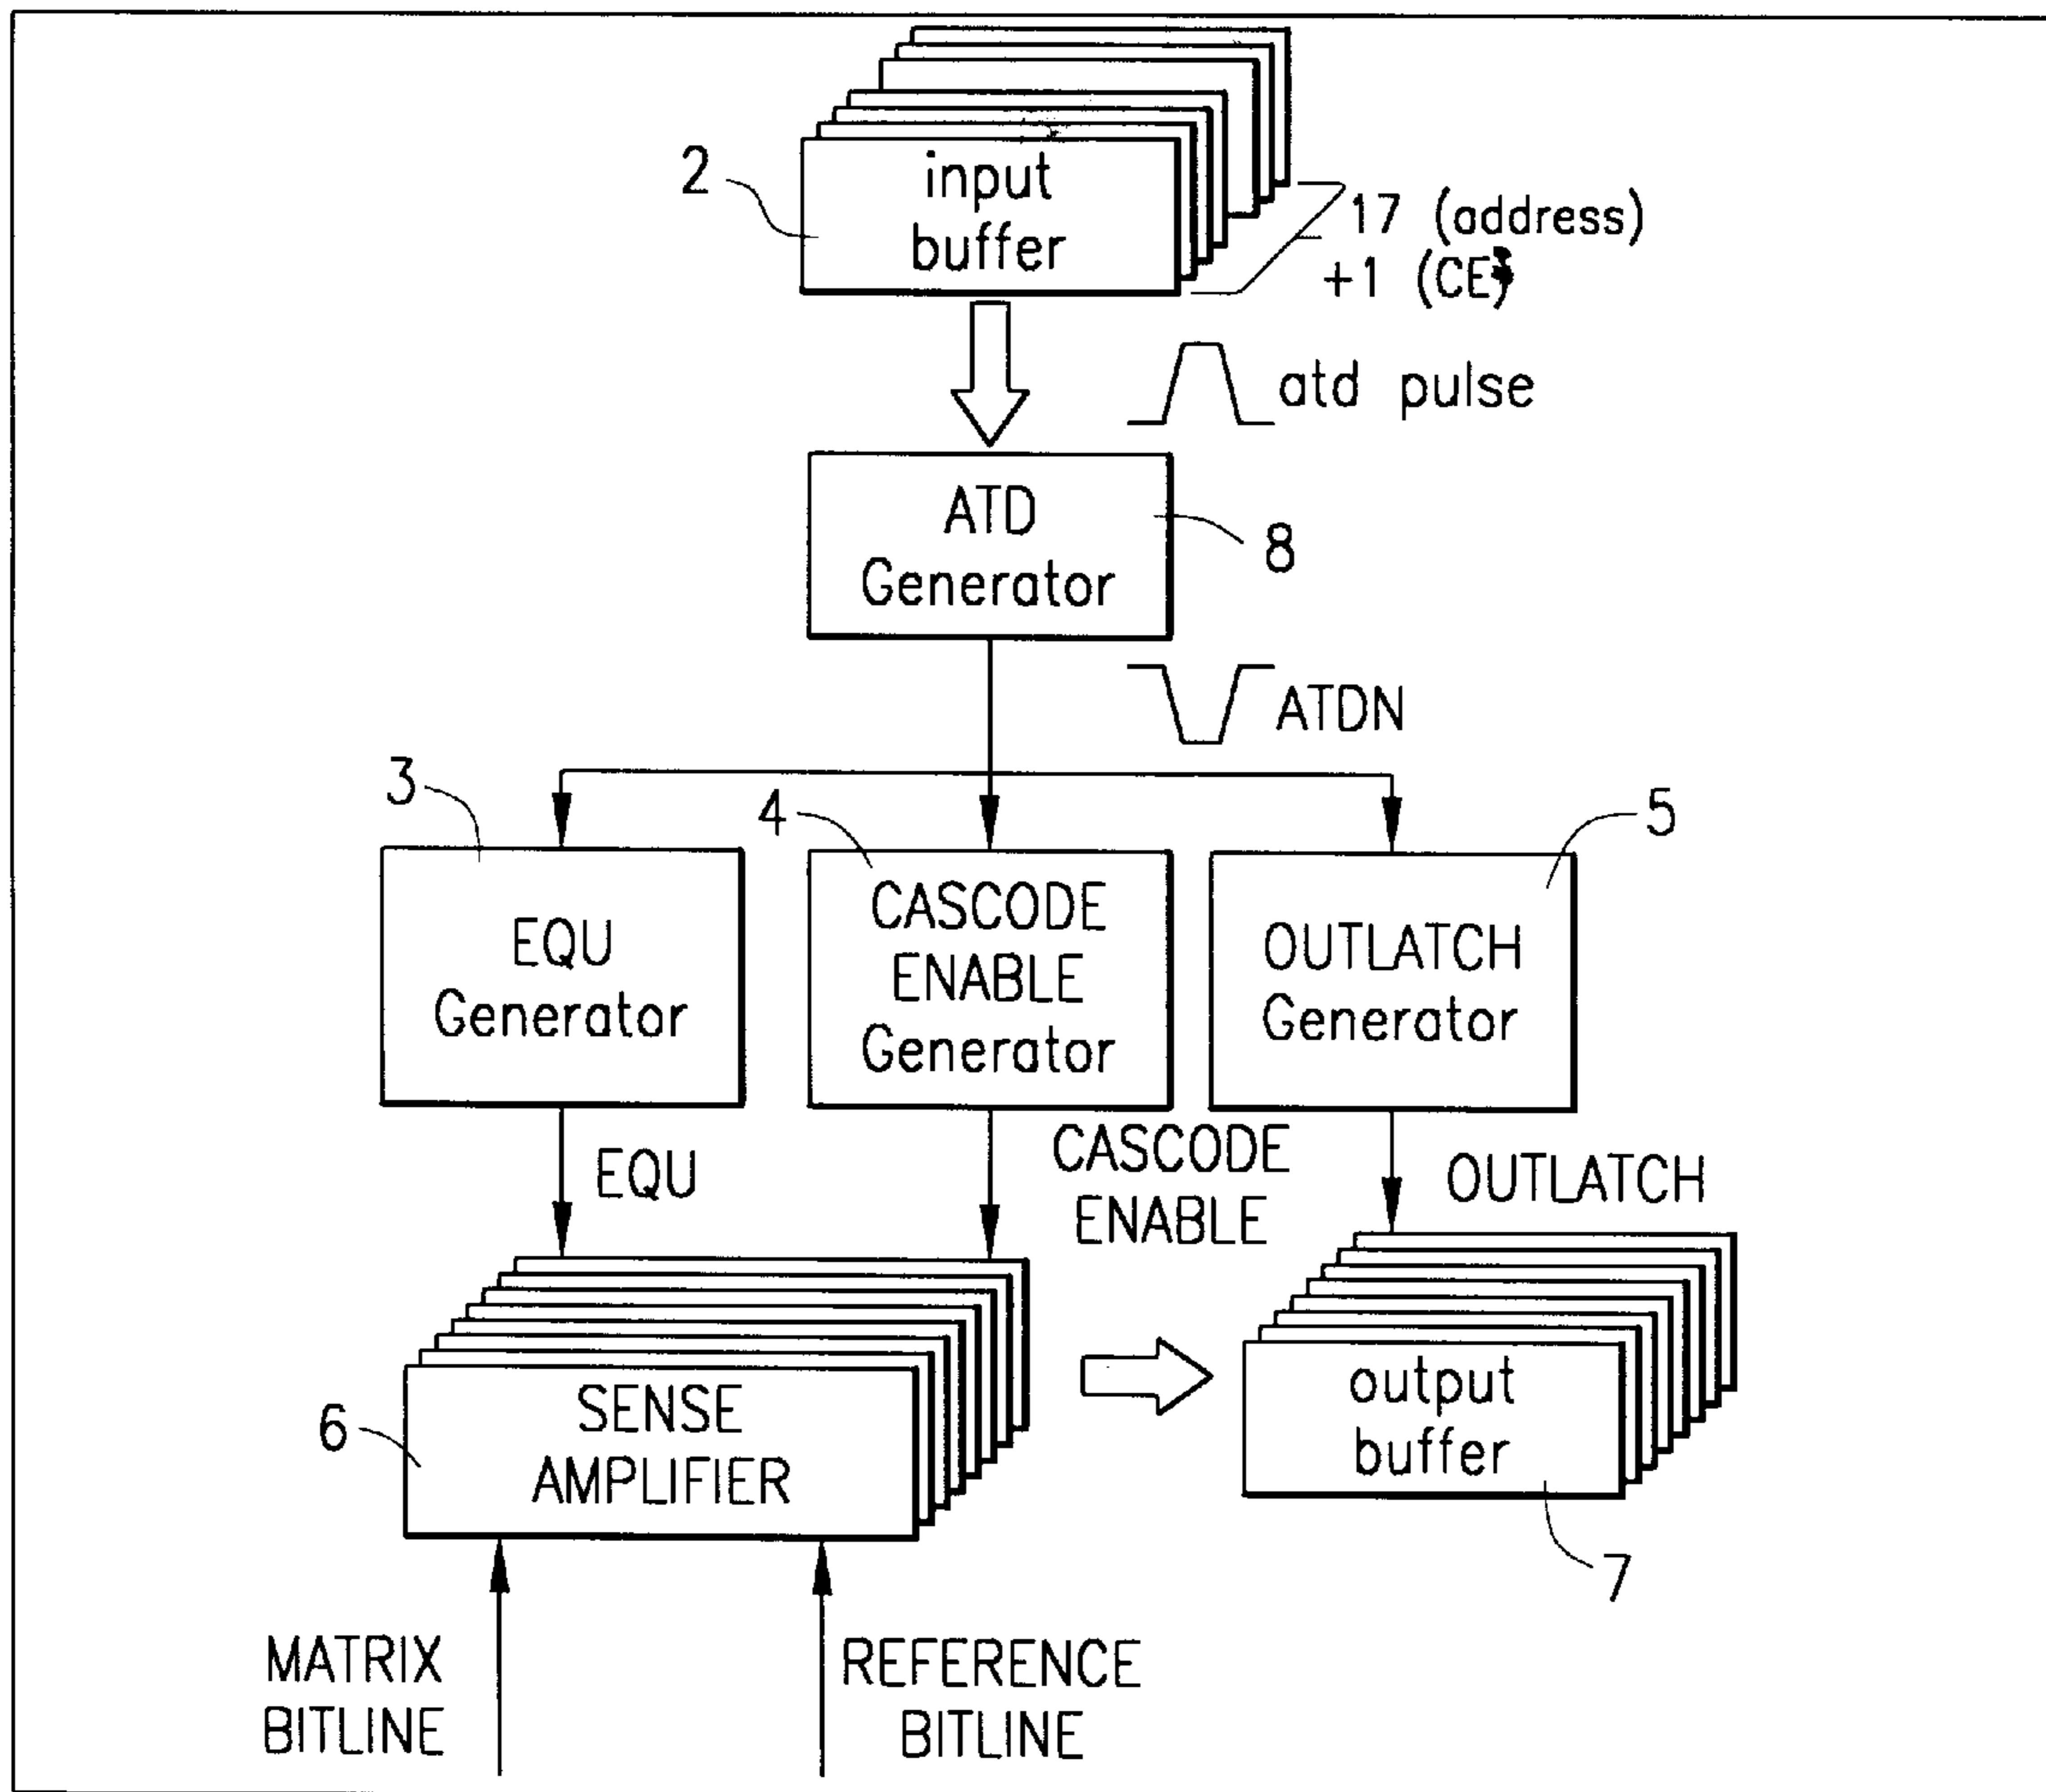 input
buffer
2
17 (address)
+1 (CE)
atd pulse
ATD
Generator
8
ATDN
3
4
5
EQU
Generator
CASCODE
ENABLE
Generator
OUTLATCH
Generator
EQU
CASCODE
ENABLE
OUTLATCH
SENSE
AMPLIFIER
6
output
buffer
7
MATRIX
BITLINE
REFERENCE
BITLINE